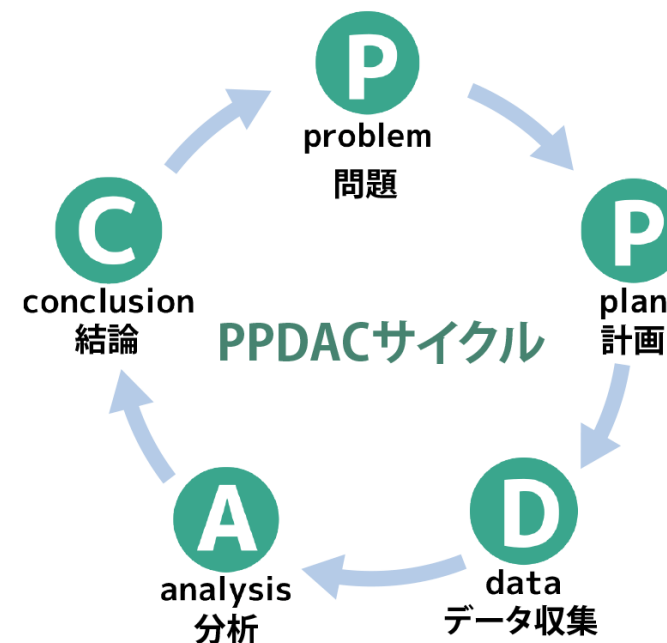 P
problem
問題
P
plan
計画
D
data
データ収集
A
analysis
分析
C
conclusion
結論
PPDACサイクル